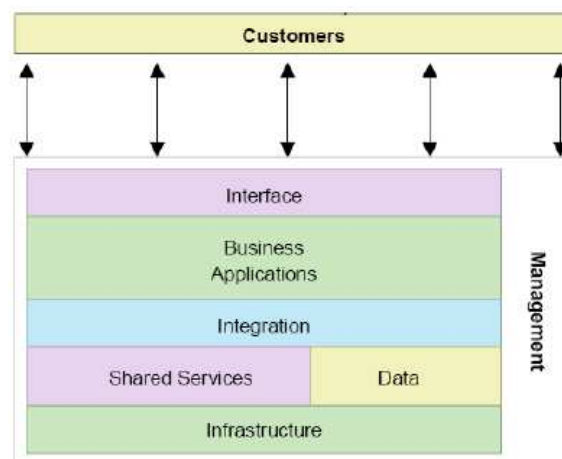 Customers
Interface
Business
Applications
Integration
Shared Services
Data
Infrastructure
Management